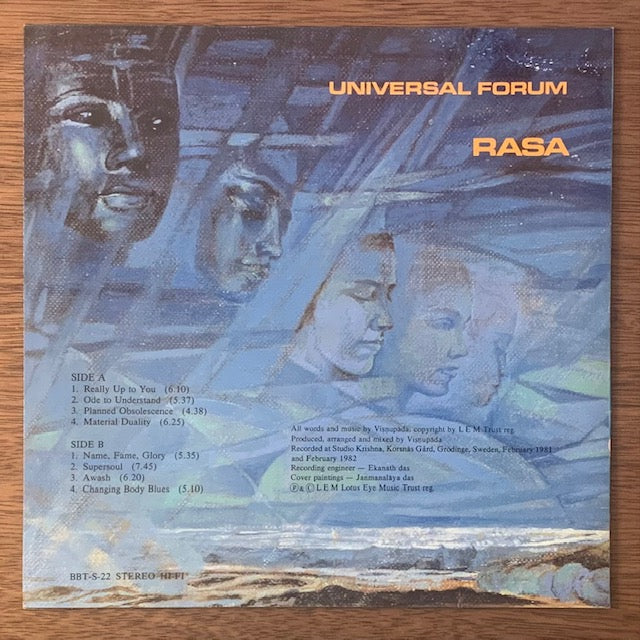 UNIVERSAL FORUM
RASA
SIDE A
1. Really Up to You (6.10)
2. Ode to Understand (5.37)
3. Planned Obsolescence (4.38)
4. Material Duality (6.25)
SIDE B
1. Name, Fame, Glory (5.35)
2. Supersoul (7.45)
3. Awash (6.20)
4. Changing Body Blues (5.10)
All words and music by Viṣṇupāda, copyright by L E M Trust reg.
Produced, arranged and mixed by Viṣṇupāda
Recorded at Studio Krishna, Korsnäs Gård, Grödinge, Sweden, February 1981
and February 1982
Recording engineer — Ekanath das
Cover paintings — Janmanalāya das
Ⓟ & Ⓒ L E M Lotus Eye Music Trust reg.
BBT-S-22 STEREO HI-FI